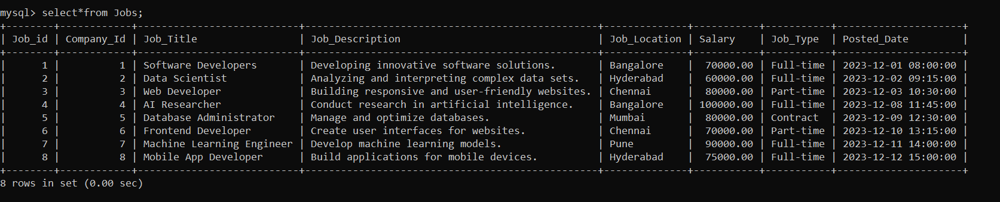 mysql> select*from Jobs;
+--------+------------+---------------------------+-------------------------------------------------+--------------+-----------+-----------+---------------------+
| Job_id | Company_Id | Job_Title                 | Job_Description                                 | Job_Location | Salary    | Job_Type  | Posted_Date         |
+--------+------------+---------------------------+-------------------------------------------------+--------------+-----------+-----------+---------------------+
|      1 |          1 | Software Developers       | Developing innovative software solutions.       | Bangalore    |  70000.00 | Full-time | 2023-12-01 08:00:00 |
|      2 |          2 | Data Scientist            | Analyzing and interpreting complex data sets.   | Hyderabad    |  60000.00 | Full-time | 2023-12-02 09:15:00 |
|      3 |          3 | Web Developer             | Building responsive and user-friendly websites. | Chennai      |  80000.00 | Part-time | 2023-12-03 10:30:00 |
|      4 |          4 | AI Researcher             | Conduct research in artificial intelligence.    | Bangalore    | 100000.00 | Full-time | 2023-12-08 11:45:00 |
|      5 |          5 | Database Administrator    | Manage and optimize databases.                  | Mumbai       |  80000.00 | Contract  | 2023-12-09 12:30:00 |
|      6 |          6 | Frontend Developer        | Create user interfaces for websites.            | Chennai      |  70000.00 | Part-time | 2023-12-10 13:15:00 |
|      7 |          7 | Machine Learning Engineer | Develop machine learning models.                | Pune         |  90000.00 | Full-time | 2023-12-11 14:00:00 |
|      8 |          8 | Mobile App Developer      | Build applications for mobile devices.          | Hyderabad    |  75000.00 | Full-time | 2023-12-12 15:00:00 |
+--------+------------+---------------------------+-------------------------------------------------+--------------+-----------+-----------+---------------------+
8 rows in set (0.00 sec)